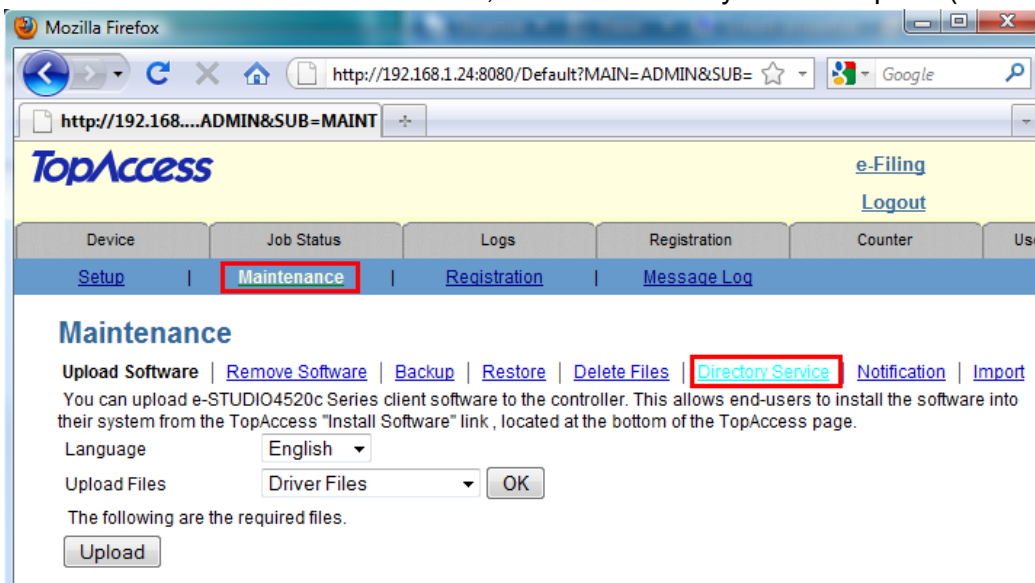 Mozilla Firefox
http://192.168.1.24:8080/Default?MAIN=ADMIN&SUB=
Google
http://192.168....ADMIN&SUB=MAINT
TopAccess
e-Filing
Logout
Device Job Status Logs Registration Counter
Setup | Maintenance | Registration | Message Log
Maintenance
Upload Software | Remove Software | Backup | Restore | Delete Files | Directory Service | Notification | Import
You can upload e-STUDIO4520c Series client software to the controller. This allows end-users to install the software into
their system from the TopAccess "Install Software" link , located at the bottom of the TopAccess page.
Language English
Upload Files Driver Files OK
The following are the required files.
Upload